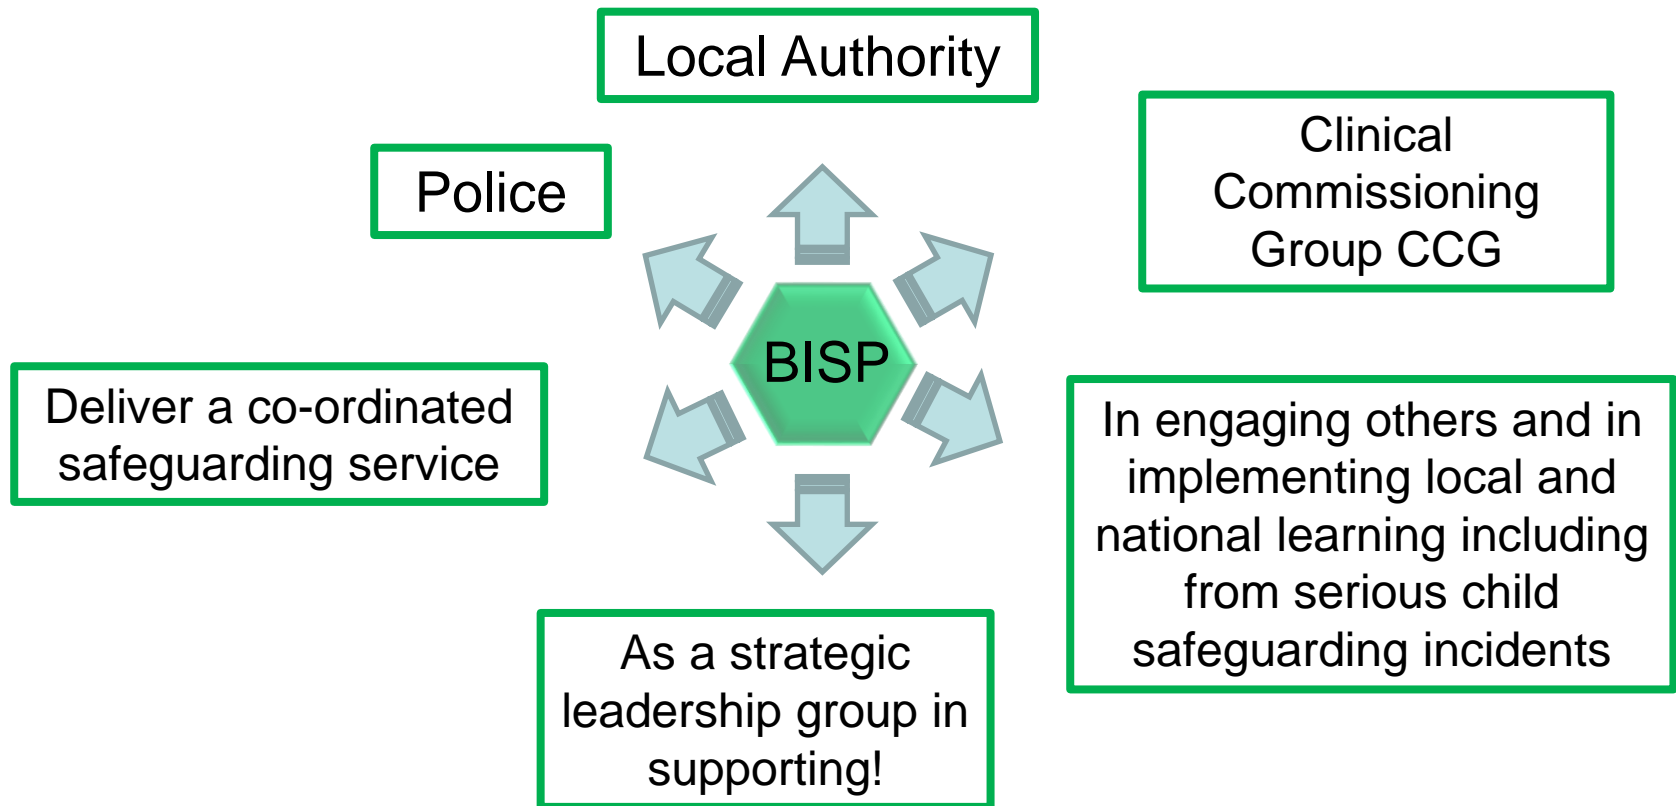 Local Authority
Police
Clinical
Commissioning
Group CCG
BISP
Deliver a co-ordinated
safeguarding service
In engaging others and in
implementing local and
national learning including
from serious child
safeguarding incidents
As a strategic
leadership group in
supporting!